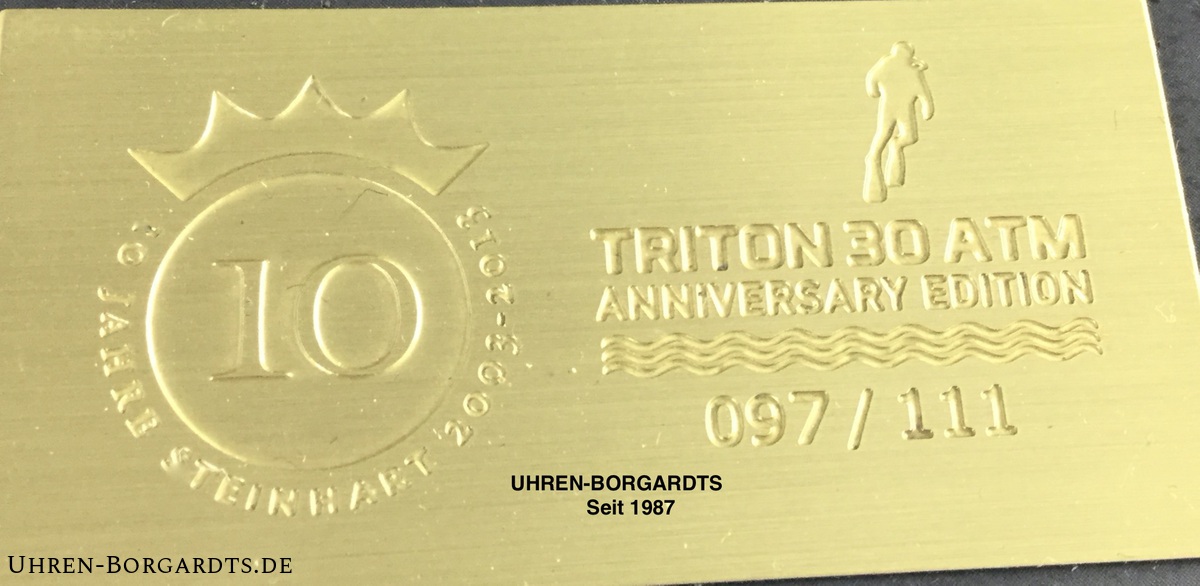 10
10 JAHRE STEINHART 2003-2013
TRITON 30 ATM
ANNIVERSARY EDITION
097 / 111
UHREN-BORGARDTS
Seit 1987
UHREN-BORGARDTS.DE